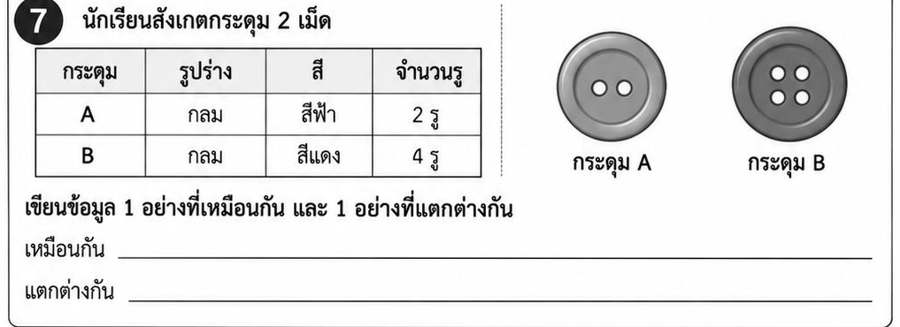 7 นักเรียนสังเกตกระดุม 2 เม็ด
กระดุม รูปร่าง สี จำนวนรู
A กลม สีฟ้า 2 รู
B กลม สีแดง 4 รู
กระดุม A กระดุม B
เขียนข้อมูล 1 อย่างที่เหมือนกัน และ 1 อย่างที่แตกต่างกัน
เหมือนกัน
แตกต่างกัน